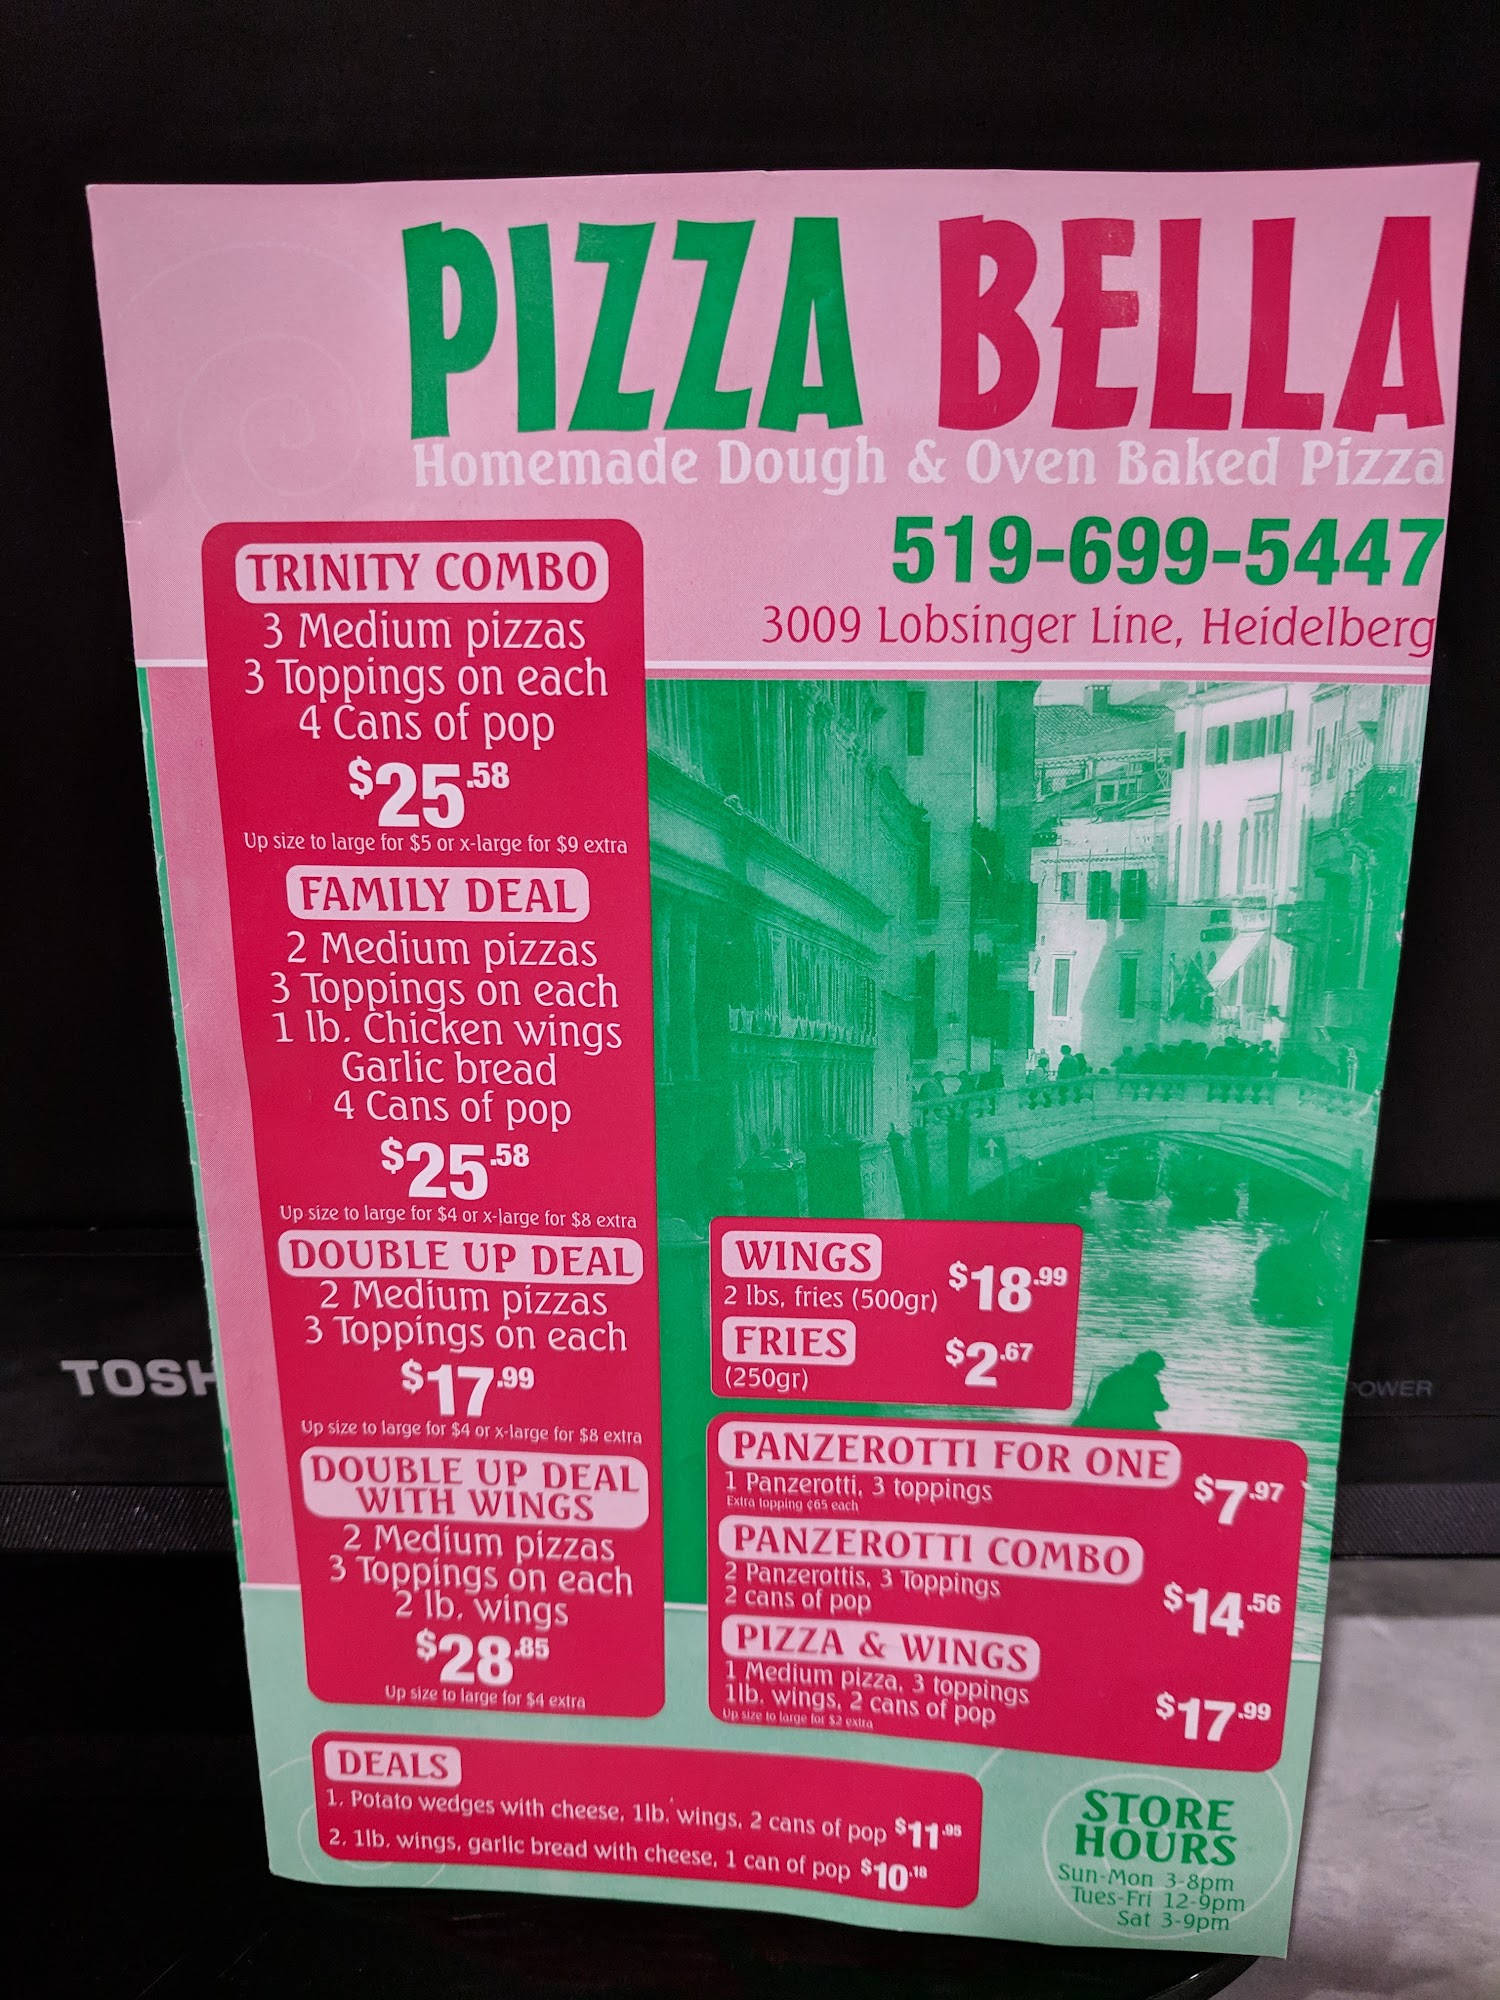 PIZZA BELLA
Homemade Dough & Oven Baked Pizza
519-699-5447
3009 Lobsinger Line, Heidelberg
TRINITY COMBO
3 Medium pizzas
3 Toppings on each
4 Cans of pop
$25.58
Up size to large for $5 or x-large for $9 extra
FAMILY DEAL
2 Medium pizzas
3 Toppings on each
1 lb. Chicken wings
Garlic bread
4 Cans of pop
$25.58
Up size to large for $4 or x-large for $8 extra
DOUBLE UP DEAL
2 Medium pizzas
3 Toppings on each
$17.99
Up size to large for $4 or x-large for $8 extra
DOUBLE UP DEAL
WITH WINGS
2 Medium pizzas
3 Toppings on each
2 lb. wings
$28.85
Up size to large for $4 extra
WINGS
2 lbs, fries (500gr) $18.99
FRIES
(250gr) $2.67
PANZEROTTI FOR ONE
1 Panzerotti, 3 toppings $7.97
Extra topping ¢65 each
PANZEROTTI COMBO
2 Panzerottis, 3 Toppings
2 cans of pop $14.56
PIZZA & WINGS
1 Medium pizza, 3 toppings
1lb. wings, 2 cans of pop $17.99
Up size to large for $2 extra
DEALS
1. Potato wedges with cheese, 1lb. wings, 2 cans of pop $11.95
2. 1lb. wings, garlic bread with cheese, 1 can of pop $10.18
STORE
HOURS
Sun-Mon 3-8pm
Tues-Fri 12-9pm
Sat 3-9pm
TOSH
POWER